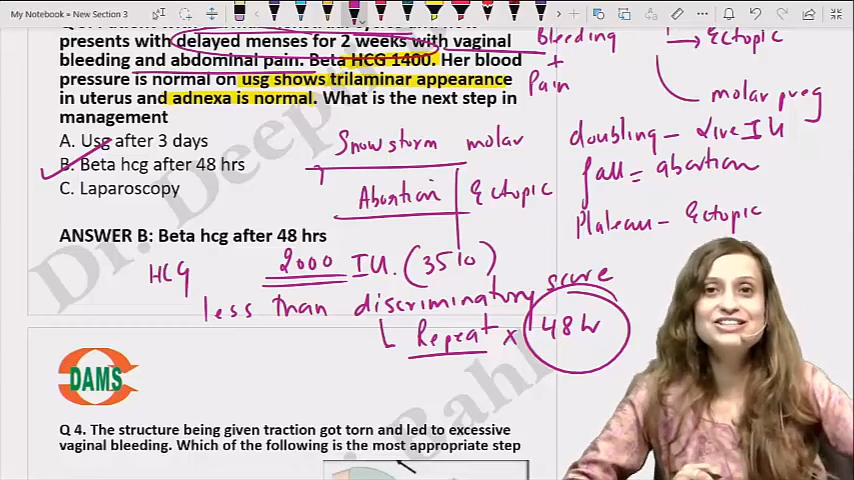 My Notebook » New Section 3
presents with delayed menses for 2 weeks with vaginal
bleeding and abdominal pain. Beta HCG 1400. Her blood
pressure is normal on usg shows trilaminar appearance
in uterus and adnexa is normal. What is the next step in
management
A. Usg after 3 days
B. Beta hcg after 48 hrs
C. Laparoscopy
ANSWER B: Beta hcg after 48 hrs
bleeding
+
Pain
Ectopic
molar preg
Snowstorm molar
Abortion
Ectopic
doubling - Live IU
fall = abortion
Plateau - Ectopic
HCG
2000 IU. (3510)
less than discriminatory score
Repeat x 48 hr
DAMS
Q 4. The structure being given traction got torn and led to excessive
vaginal bleeding. Which of the following is the most appropriate step